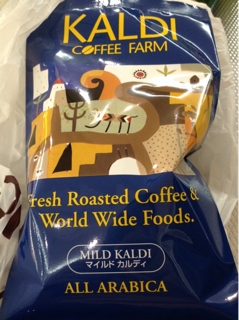 KALDI
COFFEE FARM
Fresh Roasted Coffee &
World Wide Foods.
MILD KALDI
マイルド カルディ
ALL ARABICA